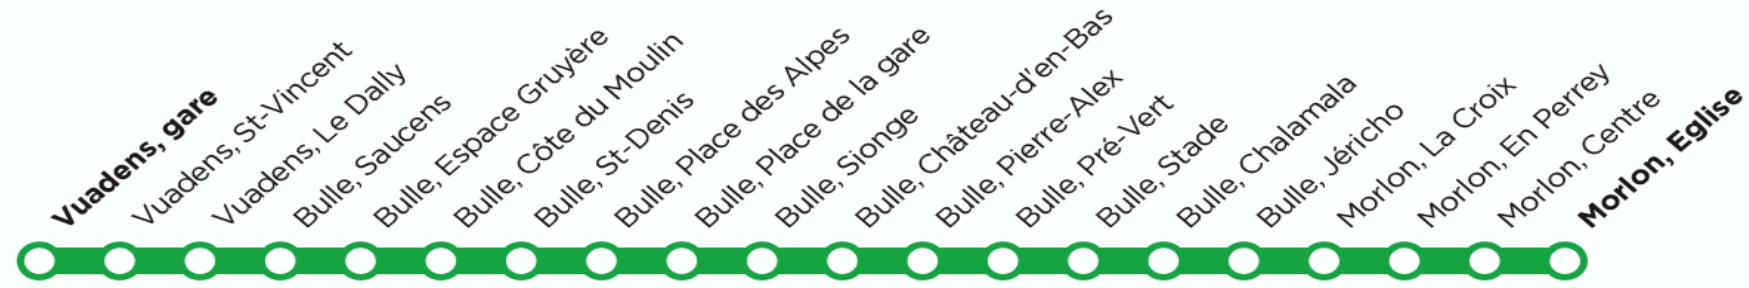 Vuadens, gare
Vuadens, St-Vincent
Vuadens, Le Dally
Bulle, Saucens
Bulle, Espace Gruyère
Bulle, Côte du Moulin
Bulle, St-Denis
Bulle, Place des Alpes
Bulle, Place de la gare
Bulle, Sionge
Bulle, Château-d'en-Bas
Bulle, Pierre-Alex
Bulle, Pré-Vert
Bulle, Stade
Bulle, Chalamala
Bulle, Jéricho
Morlon, La Croix
Morlon, En Perrey
Morlon, Centre
Morlon, Eglise